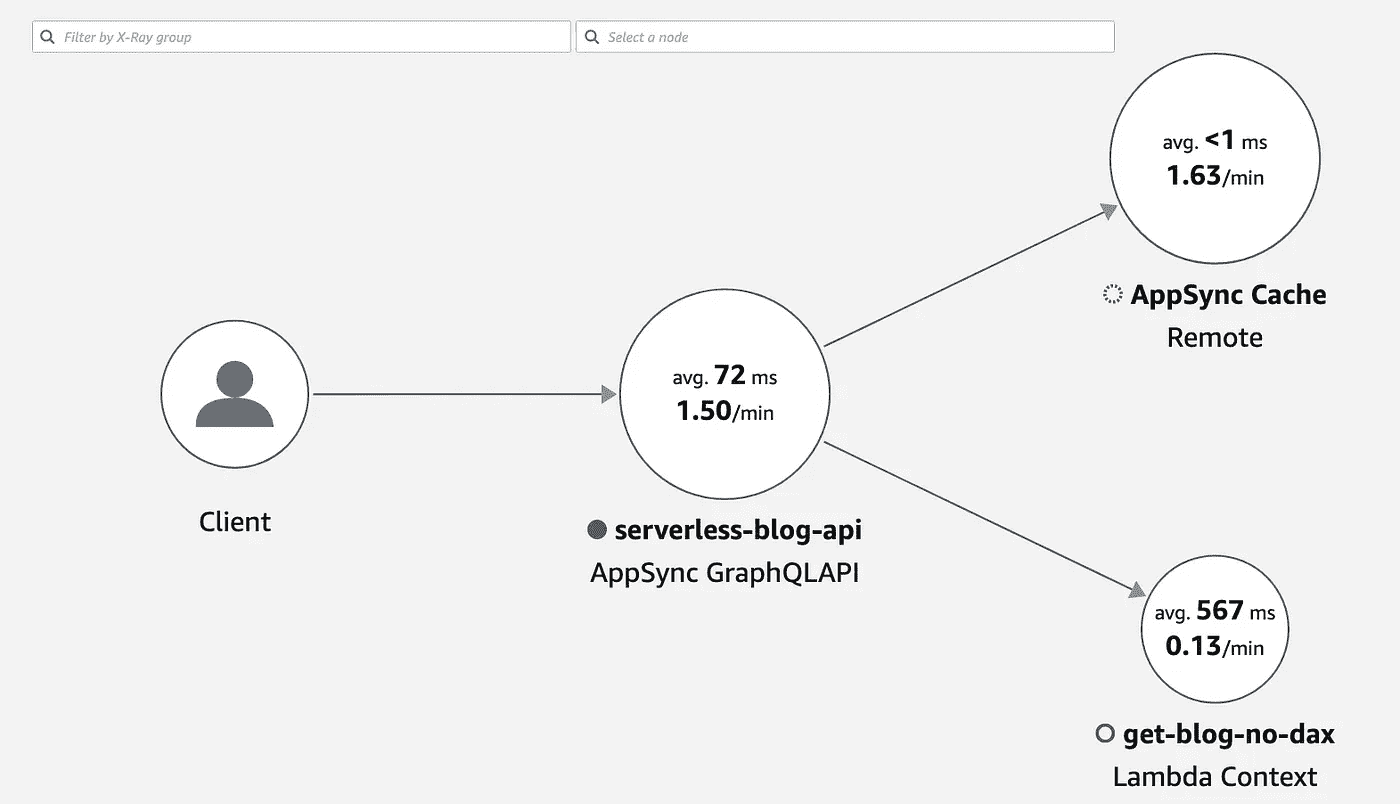 Filter by X-Ray group
Select a node
avg. <1 ms
1.63/min
AppSync Cache
Remote
avg. 72 ms
1.50/min
Client
serverless-blog-api
AppSync GraphQLAPI
avg. 567 ms
0.13/min
get-blog-no-dax
Lambda Context